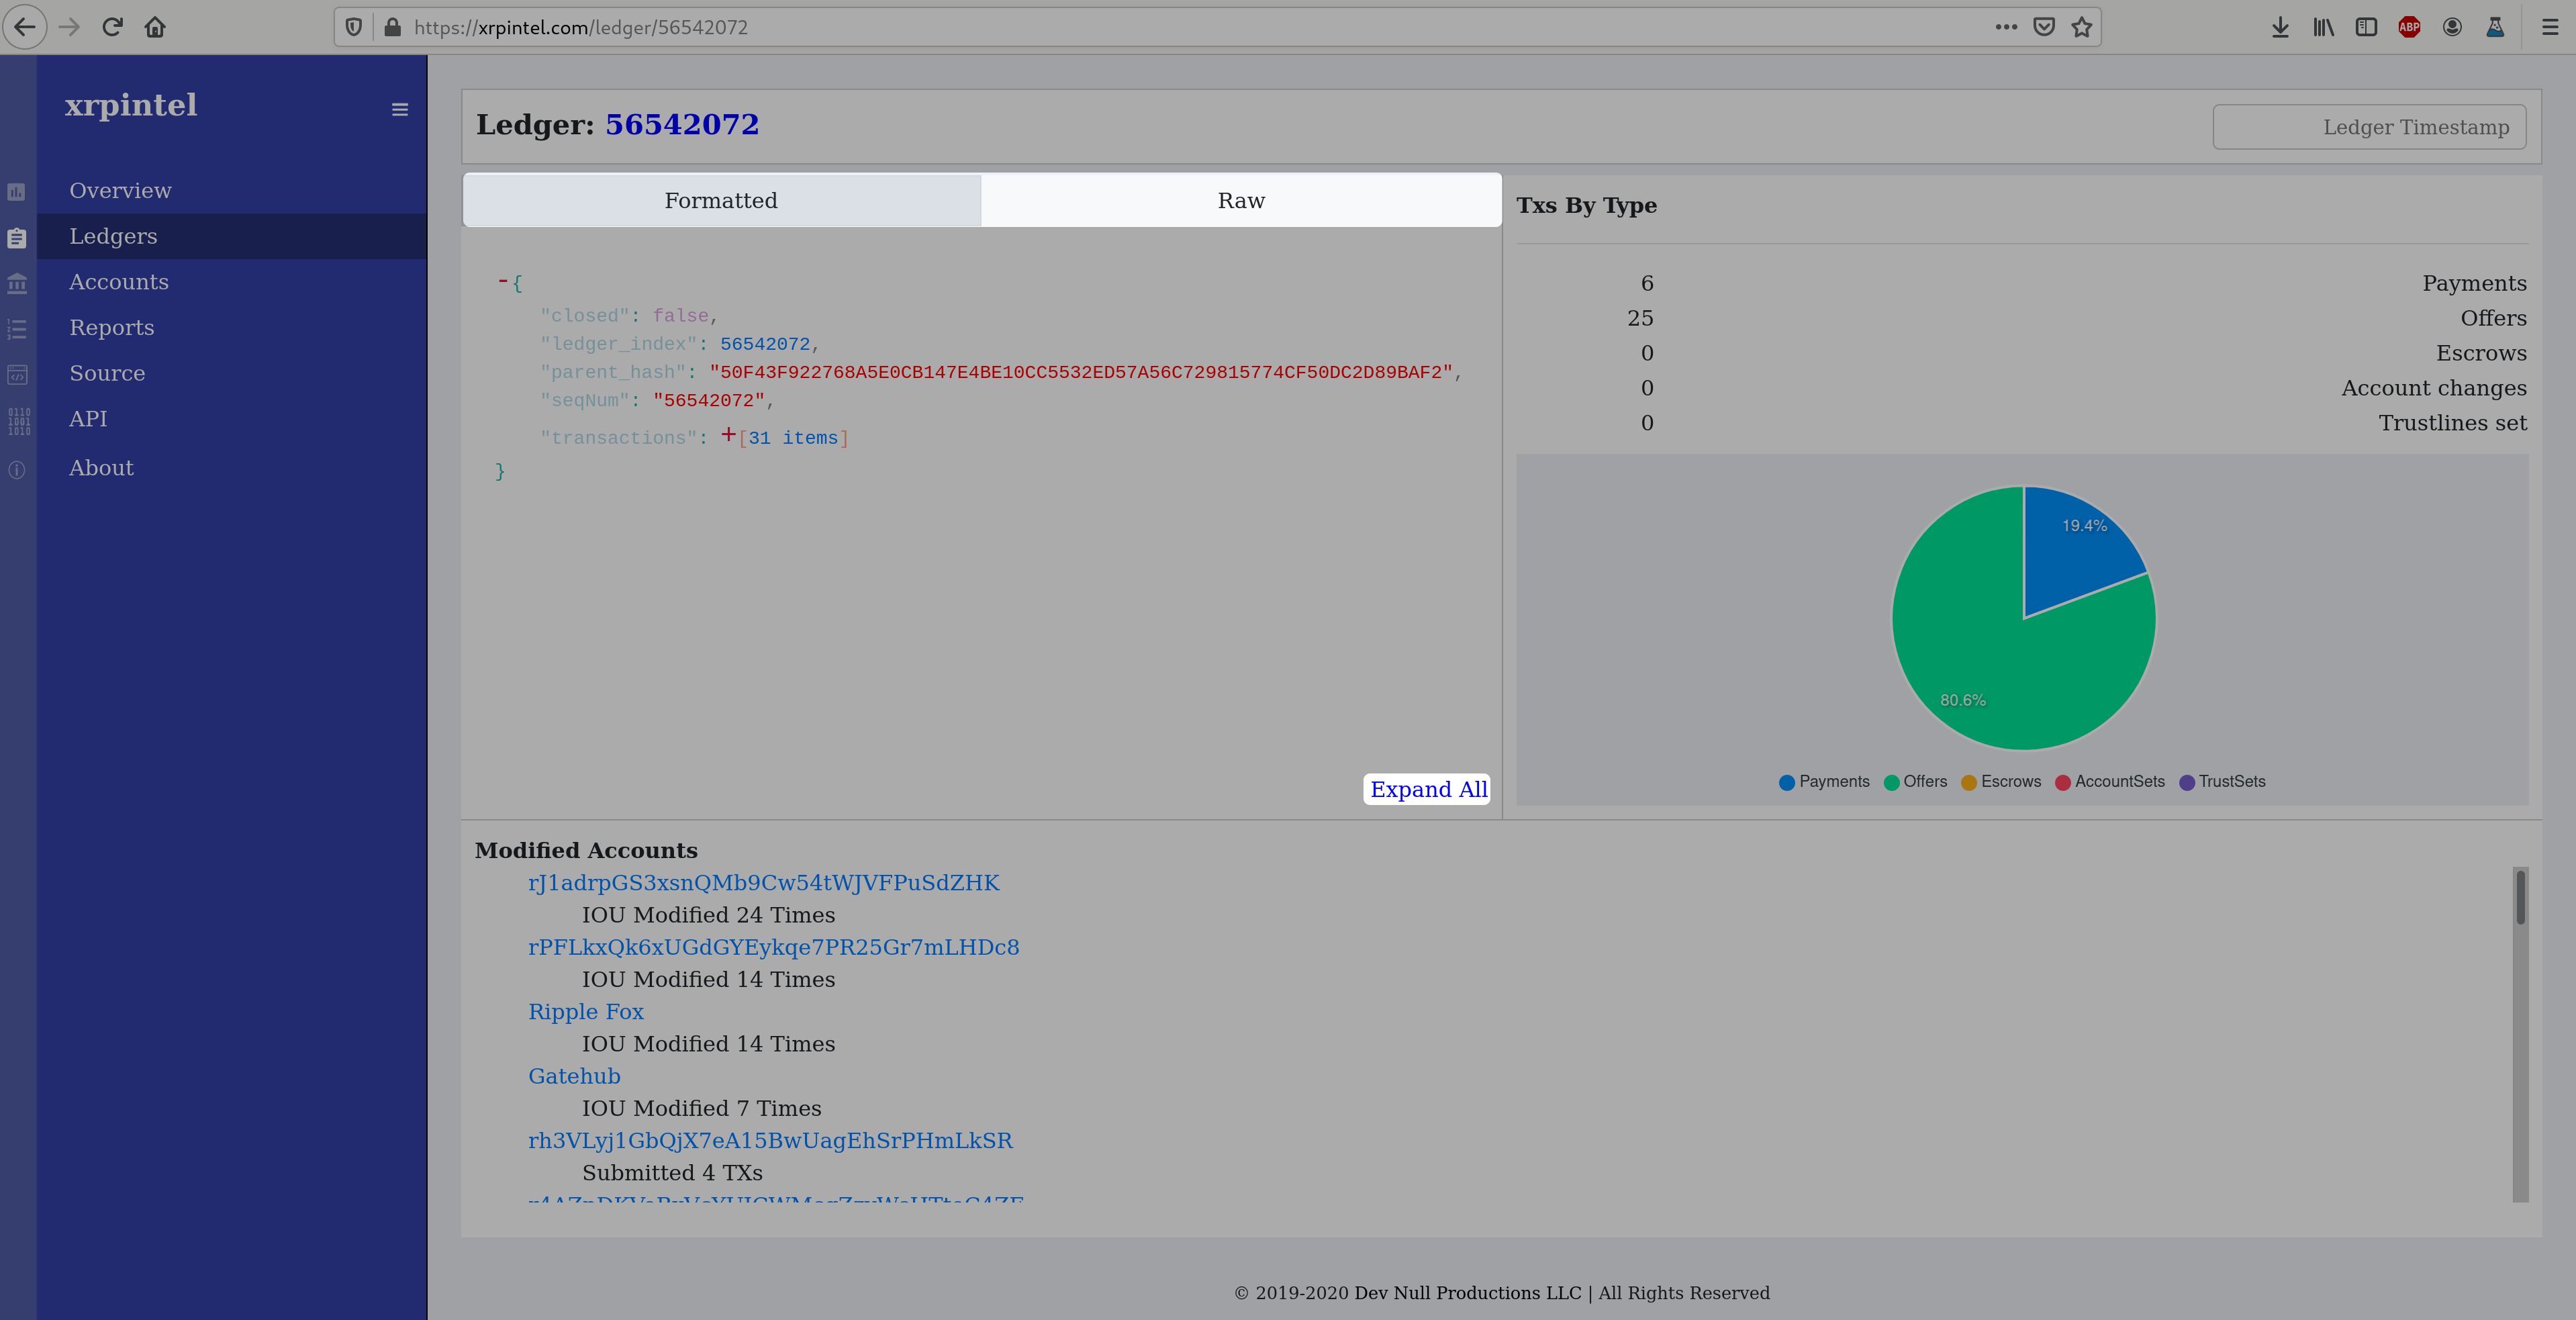 https://xrpintel.com/ledger/56542072
ABP
xrpintel
Overview
Ledgers
Accounts
Reports
Source
API
About
Ledger: 56542072
Ledger Timestamp
Formatted Raw
-{
"closed": false,
"ledger_index": 56542072,
"parent_hash": "50F43F922768A5E0CB147E4BE10CC5532ED57A56C729815774CF50DC2D89BAF2",
"seqNum": "56542072",
"transactions": +[31 items]
}
Expand All
Txs By Type
6 Payments
25 Offers
0 Escrows
0 Account changes
0 Trustlines set
19.4%
80.6%
Payments Offers Escrows AccountSets TrustSets
Modified Accounts
rJ1adrpGS3xsnQMb9Cw54tWJVFPuSdZHK
IOU Modified 24 Times
rPFLkxQk6xUGdGYEykqe7PR25Gr7mLHDc8
IOU Modified 14 Times
Ripple Fox
IOU Modified 14 Times
Gatehub
IOU Modified 7 Times
rh3VLyj1GbQjX7eA15BwUagEhSrPHmLkSR
Submitted 4 TXs
© 2019-2020 Dev Null Productions LLC | All Rights Reserved